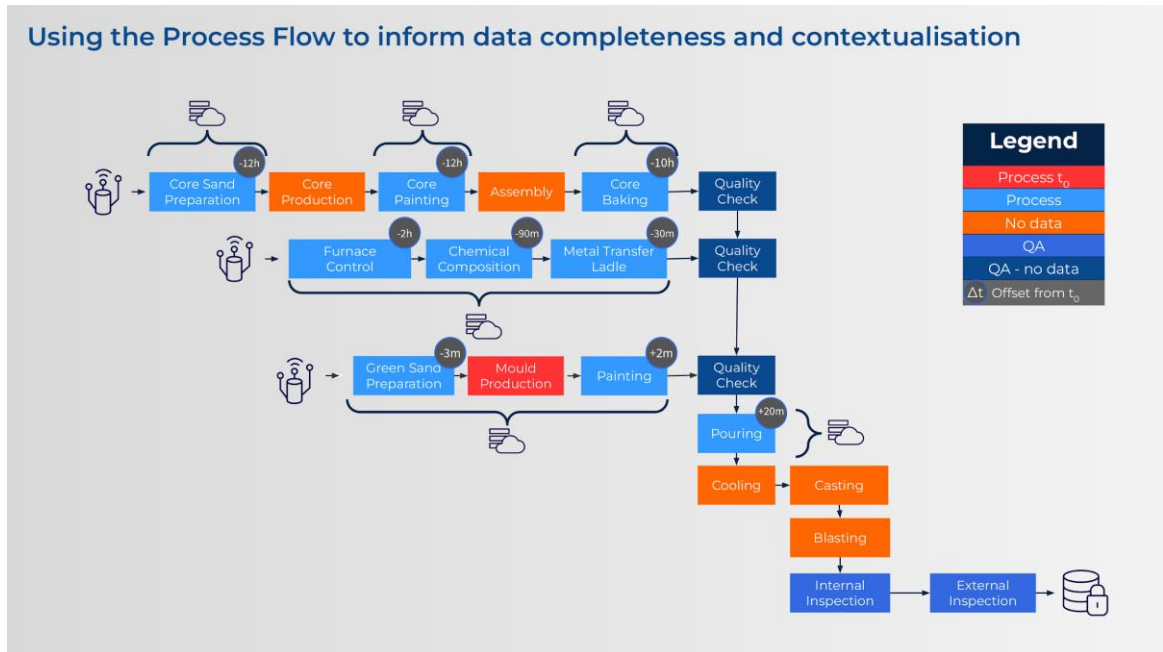 Using the Process Flow to inform data completeness and contextualisation
-12h
-12h
-10h
Core Sand
Preparation
Core
Production
Core
Painting
Assembly
Core
Baking
Quality
Check
-2h
-90m
-30m
Furnace
Control
Chemical
Composition
Metal Transfer
Ladle
Quality
Check
-3m
+2m
Green Sand
Preparation
Mould
Production
Painting
Quality
Check
+20m
Pouring
Cooling
Casting
Blasting
Internal
Inspection
External
Inspection
Legend
Process t₀
Process
No data
QA
QA - no data
Δt Offset from t₀